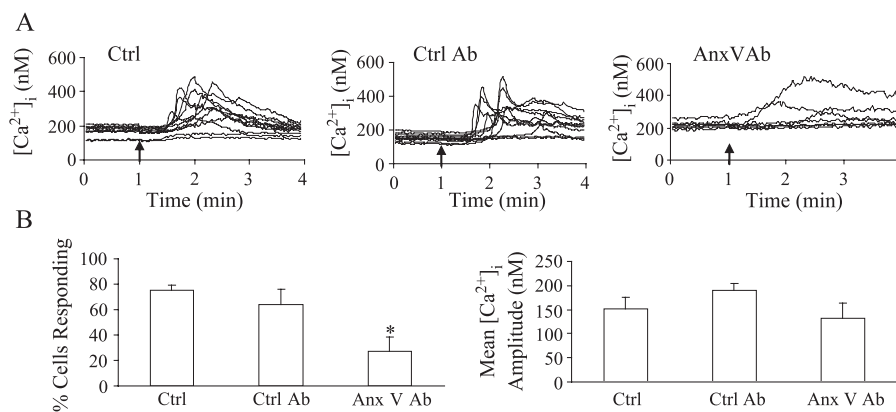 A
Ctrl
[Ca²⁺]ᵢ (nM)
600
400
200
0
0 1 2 3 4
Time (min)
Ctrl Ab
[Ca²⁺]ᵢ (nM)
600
400
200
0
0 1 2 3 4
Time (min)
AnxVAb
[Ca²⁺]ᵢ (nM)
600
400
200
0
0 1 2 3
Time (min)
B
% Cells Responding
100
80
60
40
20
0
*
Ctrl Ctrl Ab Anx V Ab
Mean [Ca²⁺]ᵢ
Amplitude (nM)
250
200
150
100
50
0
Ctrl Ctrl Ab Anx V Ab